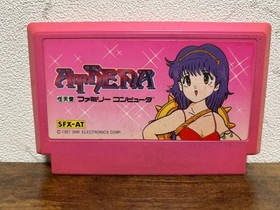 AThENA
任天堂 ファミリーコンピュータ
SFX-AT
© 1987 SNK ELECTRONICS CORP.